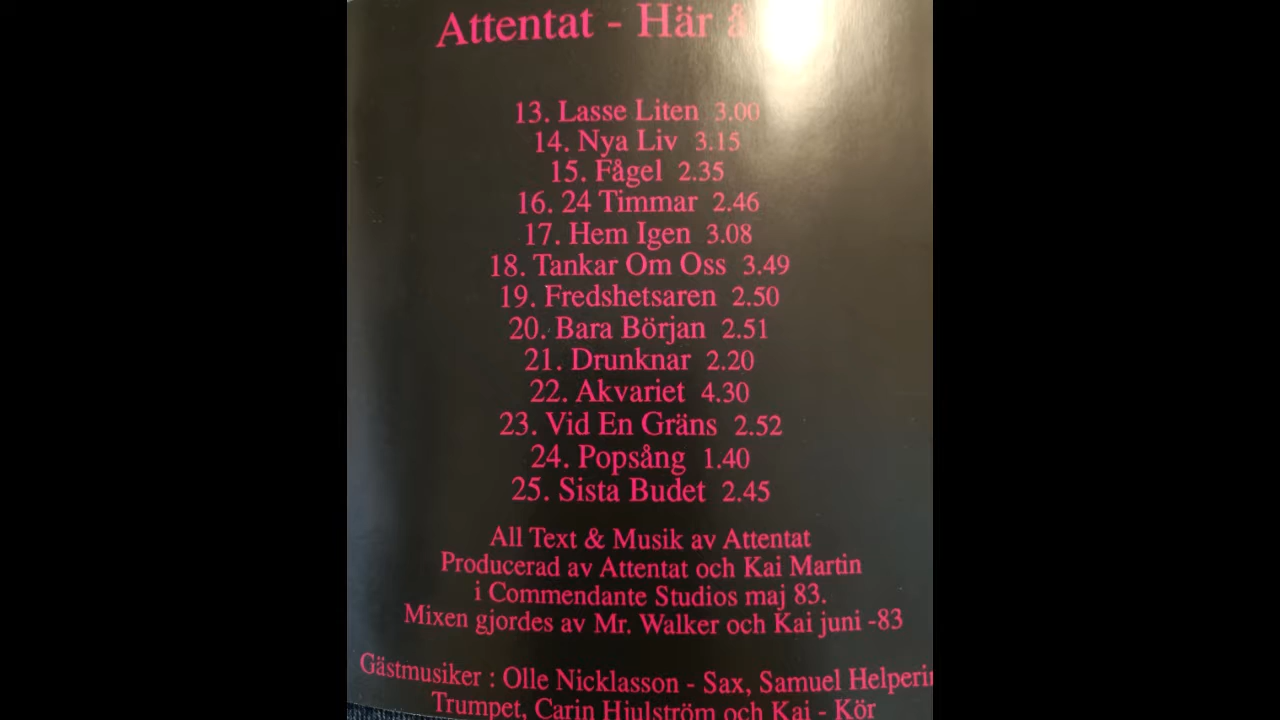 Attentat - Här å
13. Lasse Liten 3.00
14. Nya Liv 3.15
15. Fågel 2.35
16. 24 Timmar 2.46
17. Hem Igen 3.08
18. Tankar Om Oss 3.49
19. Fredshetsaren 2.50
20. Bara Början 2.51
21. Drunknar 2.20
22. Akvariet 4.30
23. Vid En Gräns 2.52
24. Popsång 1.40
25. Sista Budet 2.45
All Text & Musik av Attentat
Producerad av Attentat och Kai Martin
i Commendante Studios maj 83.
Mixen gjordes av Mr. Walker och Kai juni -83
Gästmusiker : Olle Nicklasson - Sax, Samuel
Trumpet, Carin Hjulström och Kai - Kör